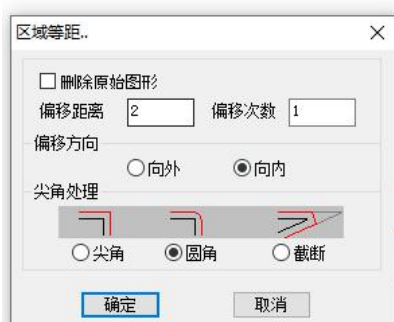 区域等距..
删除原始图形
偏移距离 2 偏移次数 1
偏移方向
向外 向内
尖角处理
尖角 圆角 截断
确定 取消